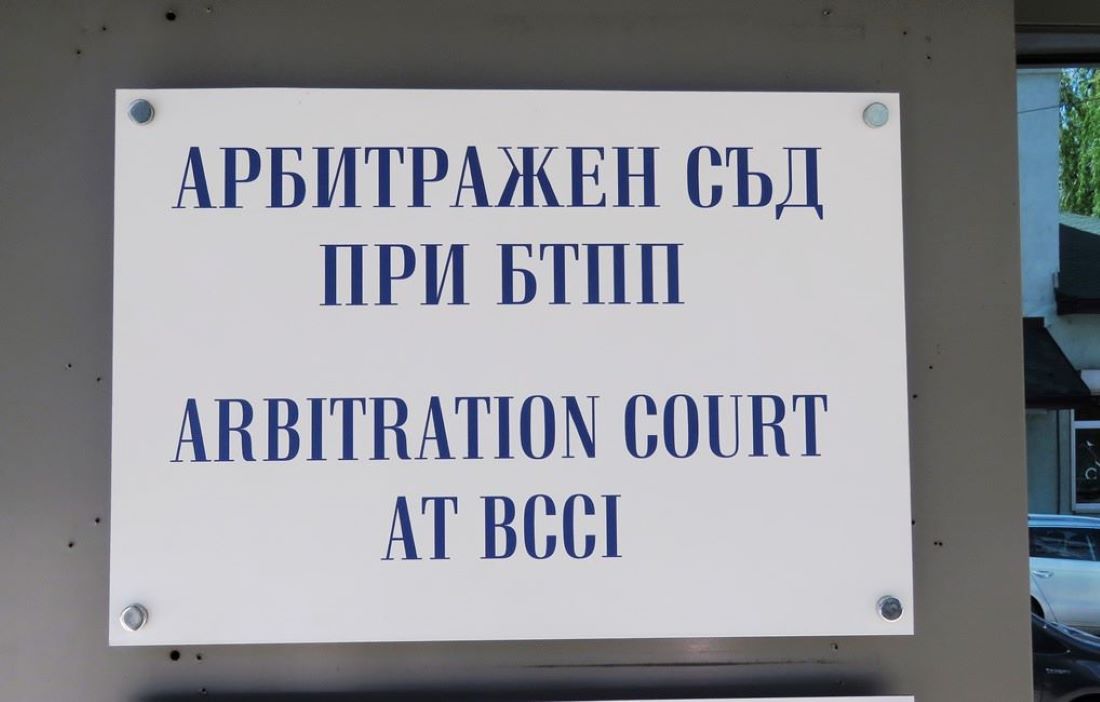 АРБИТРАЖЕН СЪД
ПРИ БТПП
ARBITRATION COURT
AT BCCI